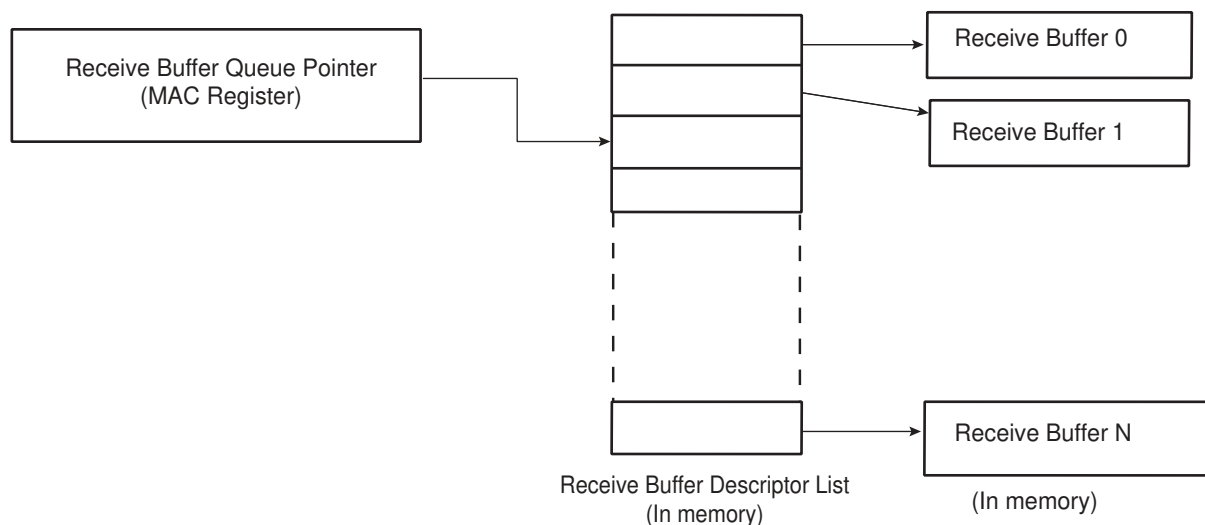 Receive Buffer Queue Pointer
(MAC Register)
Receive Buffer 0
Receive Buffer 1
Receive Buffer N
Receive Buffer Descriptor List
(In memory)
(In memory)